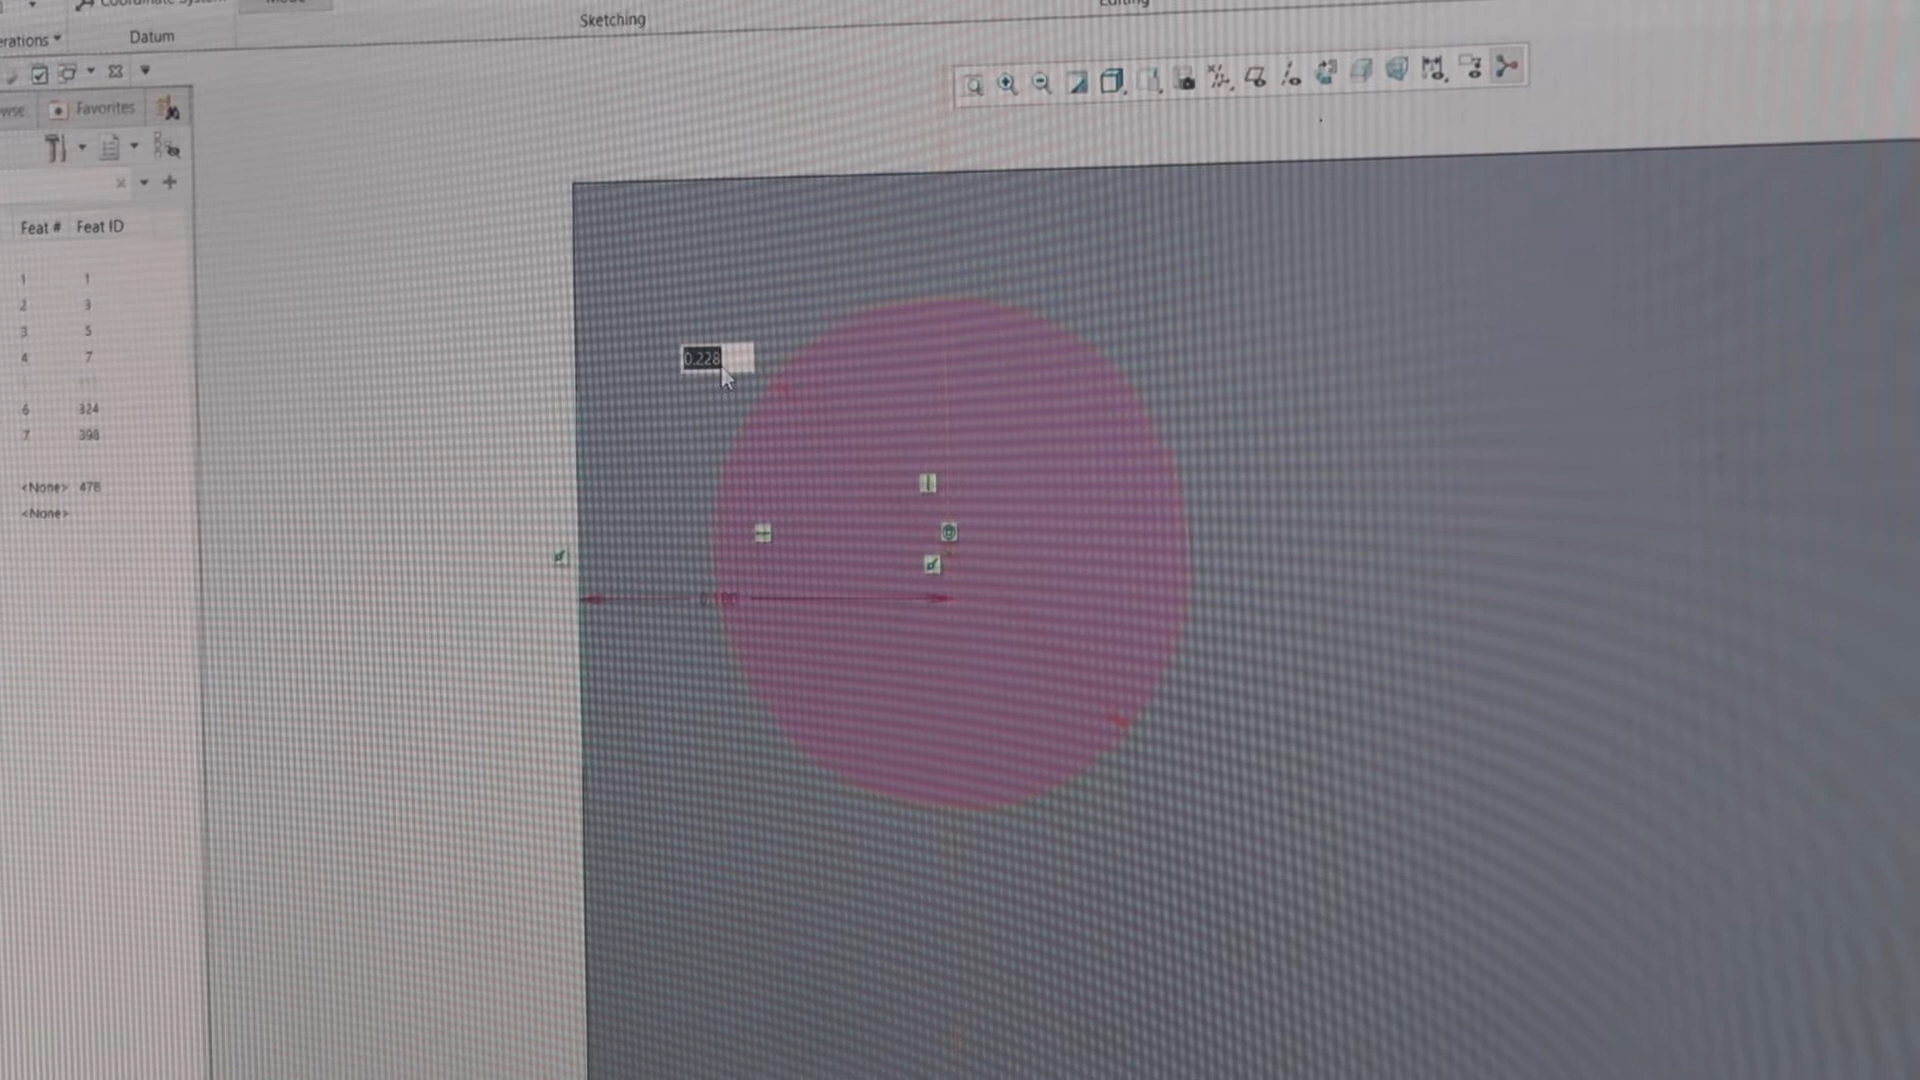 Sketching
Datum
Favorites
Feat # Feat ID
1 1
2 3
3 5
4 7
6 324
7 398
<None> 478
<None>
0.228